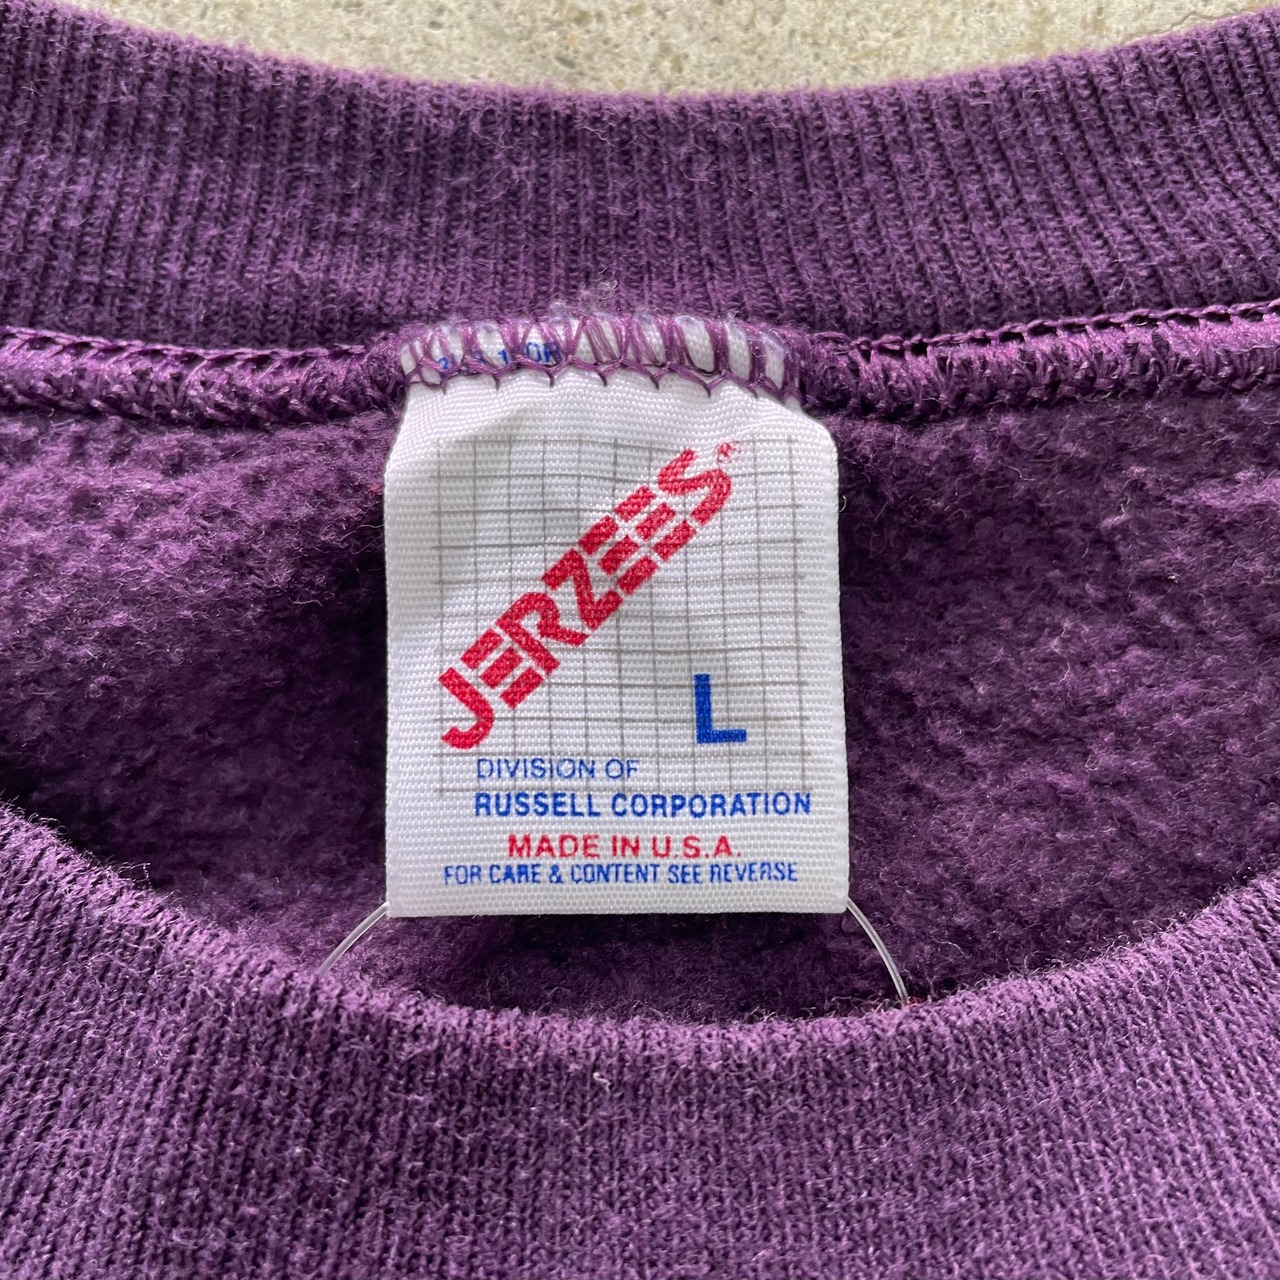 JERZEES®
L
DIVISION OF
RUSSELL CORPORATION
MADE IN U.S.A.
FOR CARE & CONTENT SEE REVERSE